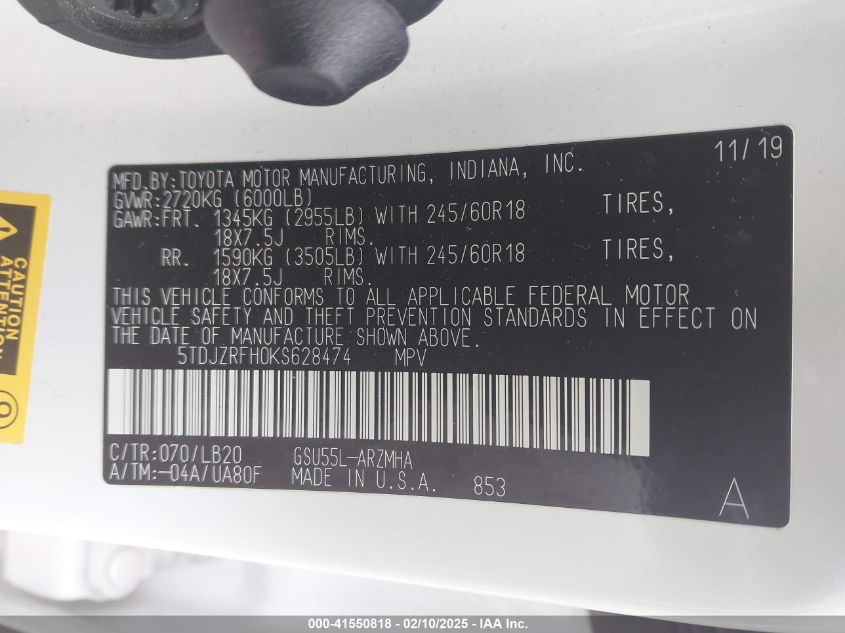 11/19
MFD.BY:TOYOTA MOTOR MANUFACTURING, INDIANA, INC.
GVWR:2720KG (6000LB)
GAWR:FRT. 1345KG (2955LB) WITH 245/60R18 TIRES,
18X7.5J RIMS.
RR. 1590KG (3505LB) WITH 245/60R18 TIRES,
18X7.5J RIMS.
THIS VEHICLE CONFORMS TO ALL APPLICABLE FEDERAL MOTOR
VEHICLE SAFETY AND THEFT PREVENTION STANDARDS IN EFFECT ON
THE DATE OF MANUFACTURE SHOWN ABOVE.
5TDJZRFH0KS628474 MPV
C/TR:070/LB20 GSU55L-ARZMHA
A/TM:-04A/UA80F MADE IN U.S.A. 853
A
CAUTION
ATTENTION
000-41550818 - 02/10/2025 - IAA Inc.